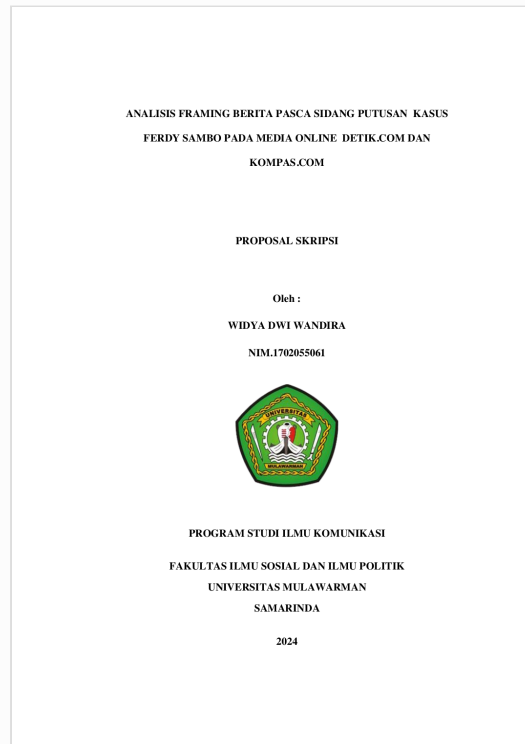 ANALISIS FRAMING BERITA PASCA SIDANG PUTUSAN KASUS
FERDY SAMBO PADA MEDIA ONLINE DETIK.COM DAN
KOMPAS.COM
PROPOSAL SKRIPSI
Oleh :
WIDYA DWI WANDIRA
NIM.1702055061
UNIVERSITAS
MULAWARMAN
PROGRAM STUDI ILMU KOMUNIKASI
FAKULTAS ILMU SOSIAL DAN ILMU POLITIK
UNIVERSITAS MULAWARMAN
SAMARINDA
2024